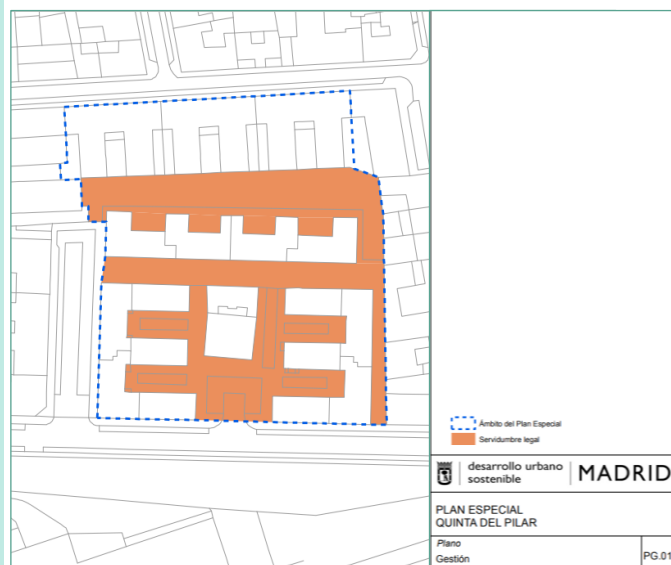 Ámbito del Plan Especial
Servidumbre legal
desarrollo urbano
sostenible
MADRID
PLAN ESPECIAL
QUINTA DEL PILAR
Plano
Gestión
PG.01